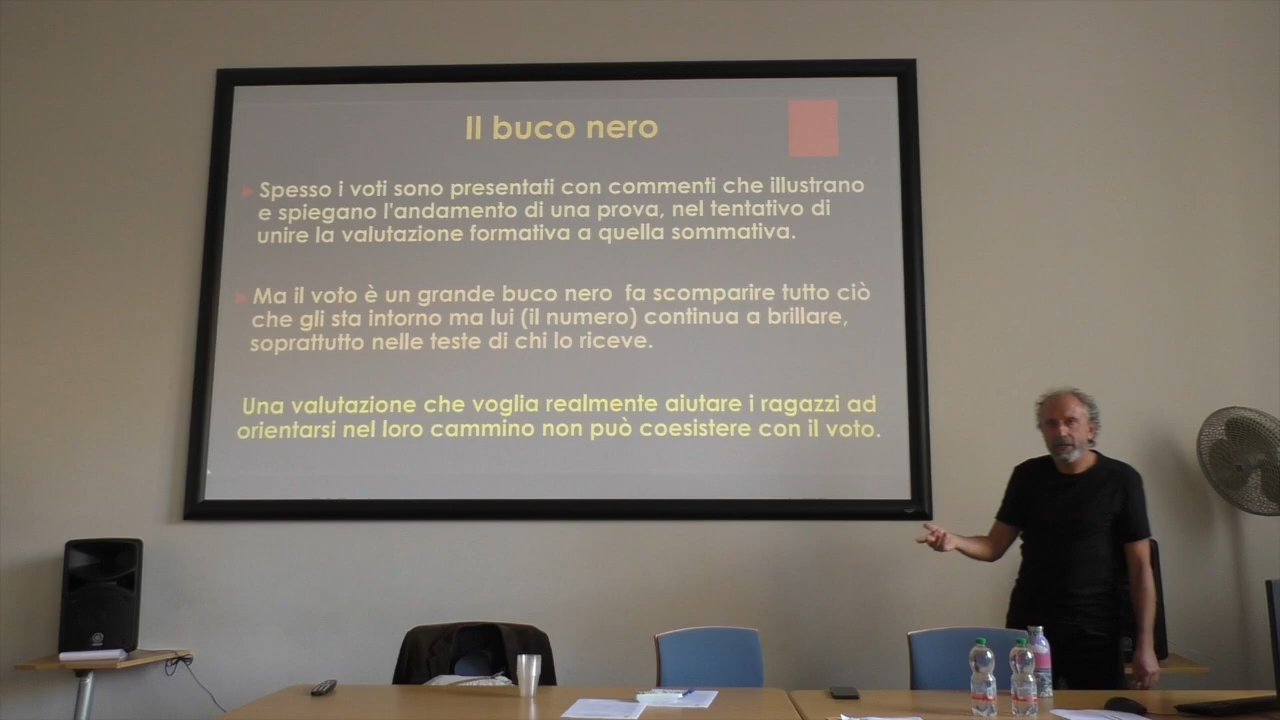 Il buco nero
Spesso i voti sono presentati con commenti che illustrano
e spiegano l'andamento di una prova, nel tentativo di
unire la valutazione formativa a quella sommativa.
Ma il voto è un grande buco nero fa scomparire tutto ciò
che gli sta intorno ma lui (il numero) continua a brillare,
soprattutto nelle teste di chi lo riceve.
Una valutazione che voglia realmente aiutare i ragazzi ad
orientarsi nel loro cammino non può coesistere con il voto.